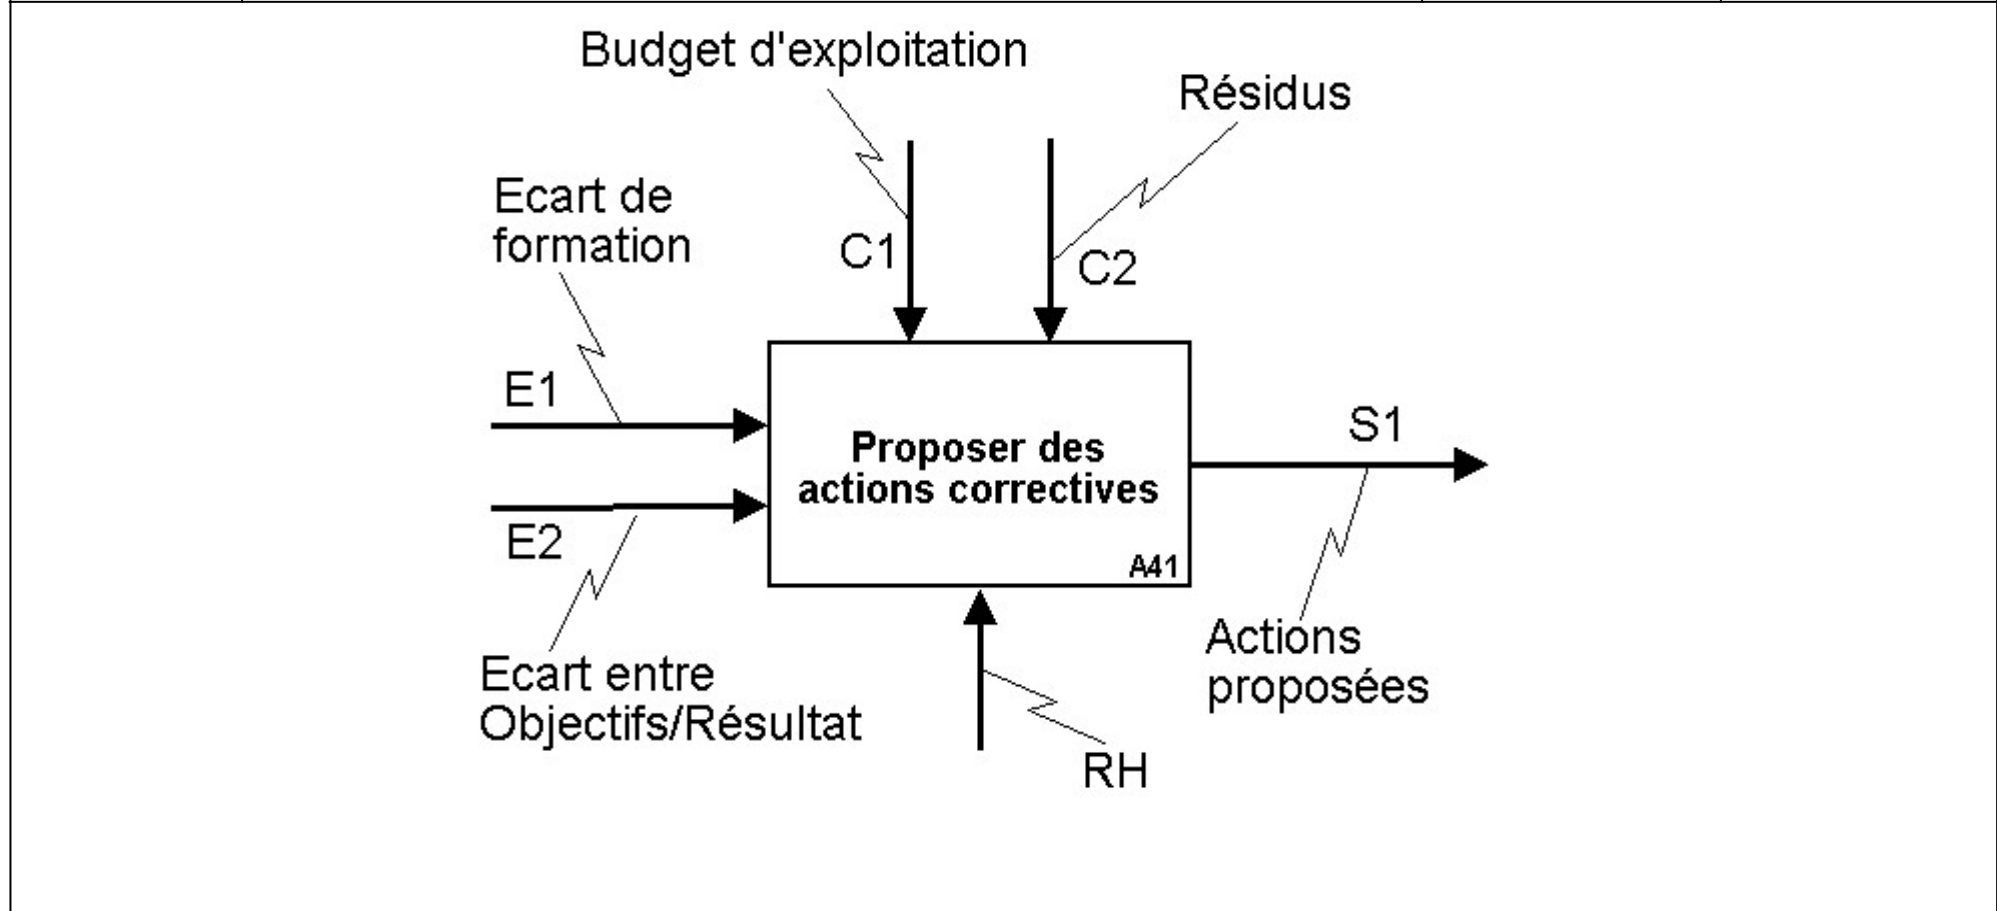 Budget d'exploitation
Résidus
Ecart de
formation
C1
C2
E1
S1
Proposer des
actions correctives
E2
A41
Actions
proposées
Ecart entre
Objectifs/Résultat
RH